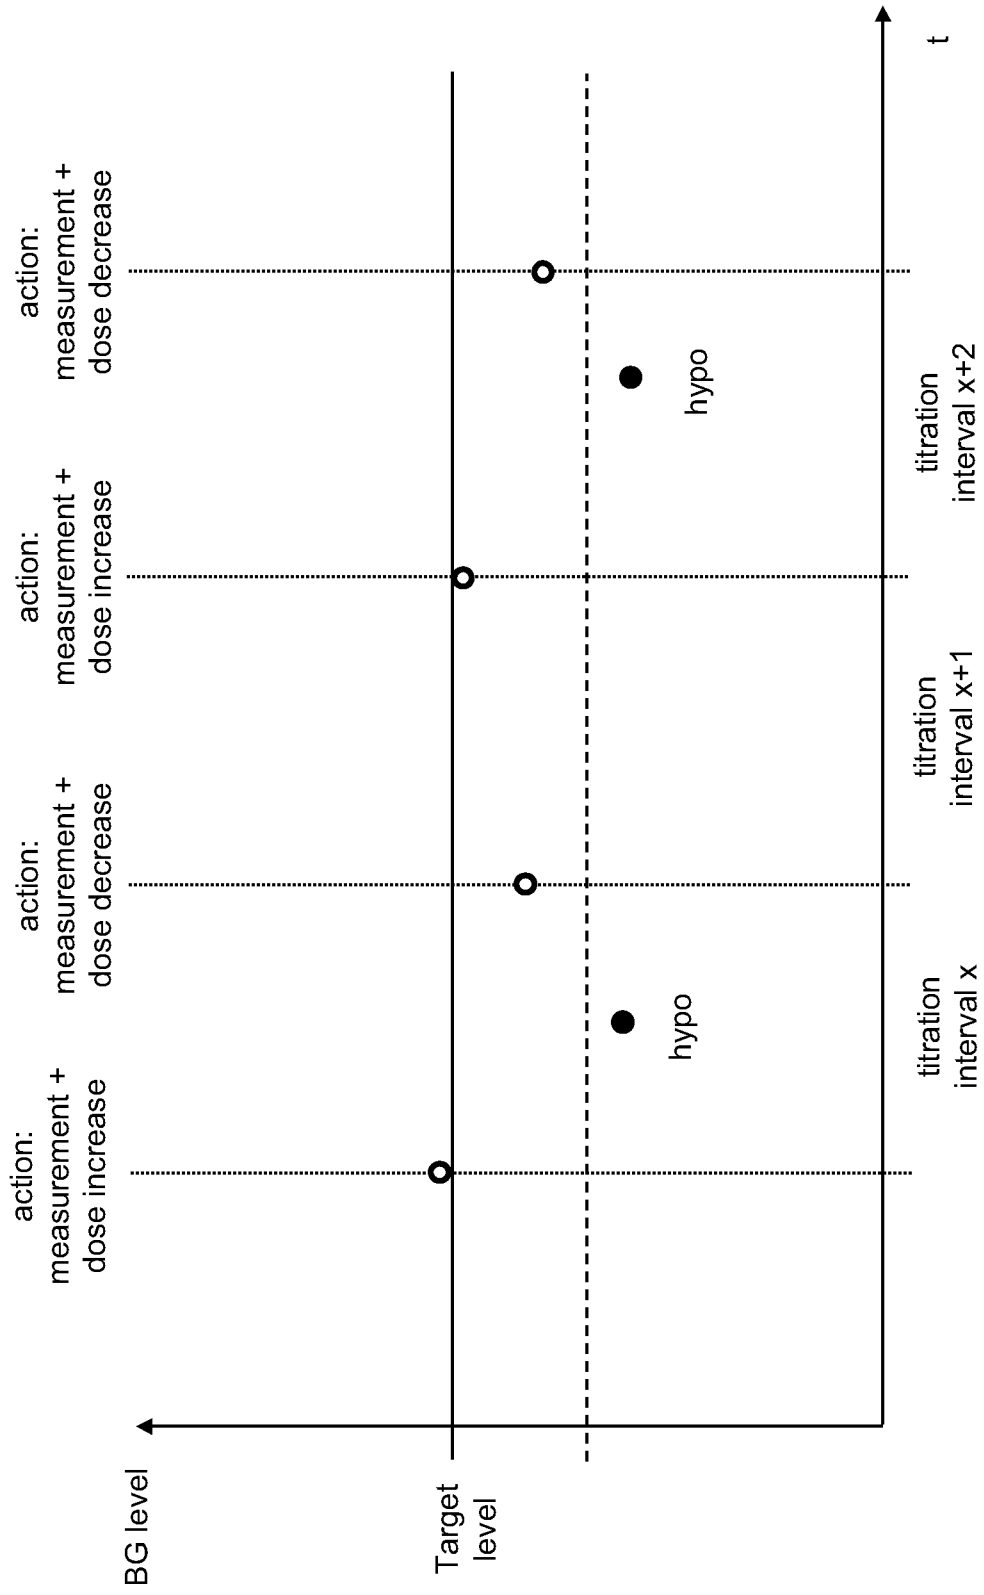 BG level
action:
measurement +
dose increase
action:
measurement +
dose decrease
action:
measurement +
dose increase
action:
measurement +
dose decrease
Target
level
hypo
hypo
titration
interval x
titration
interval x+1
titration
interval x+2
t